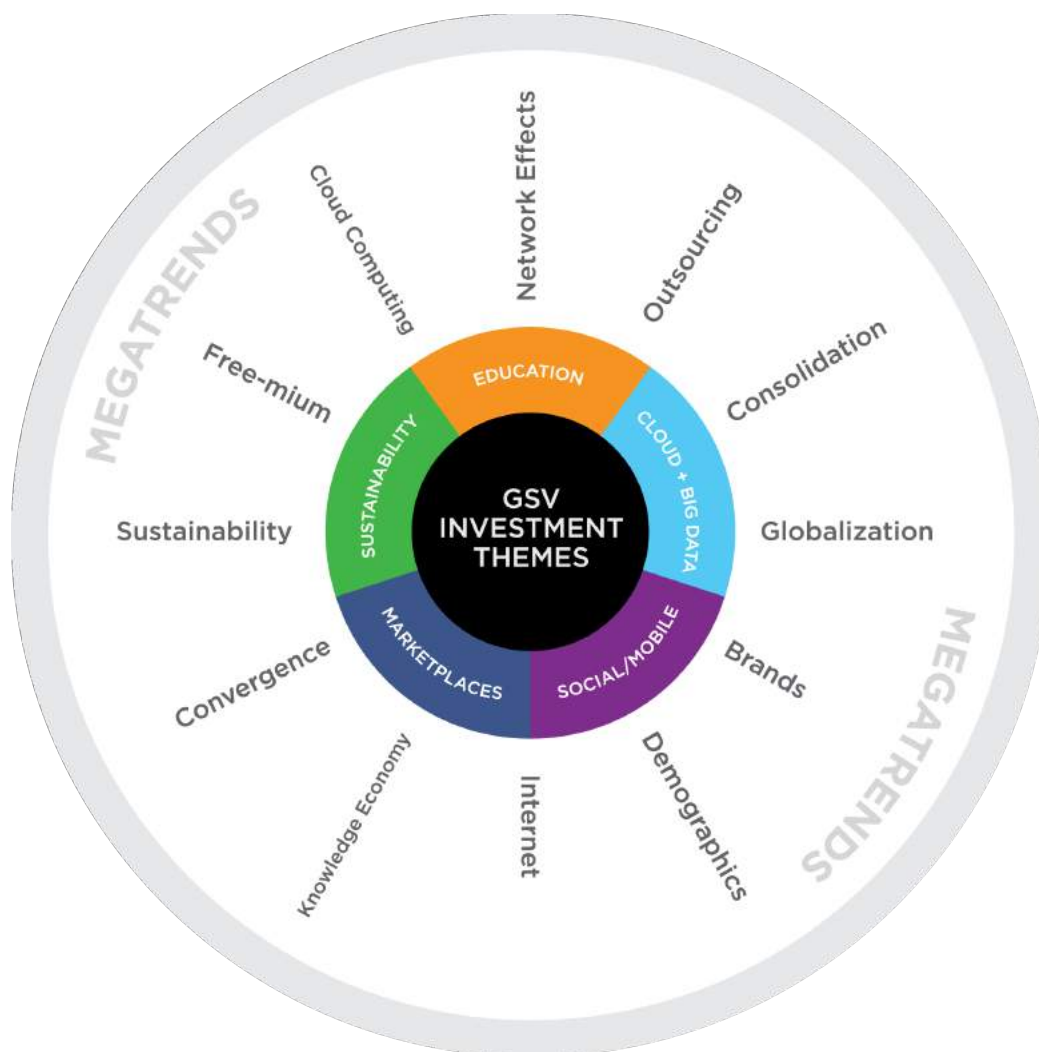 MEGATRENDS
Network Effects
Outsourcing
Consolidation
Globalization
Brands
Demographics
Internet
Knowledge Economy
Convergence
Sustainability
Free-mium
Cloud Computing
EDUCATION
CLOUD + BIG DATA
SOCIAL/MOBILE
MARKETPLACES
SUSTAINABILITY
GSV
INVESTMENT
THEMES
MEGATRENDS